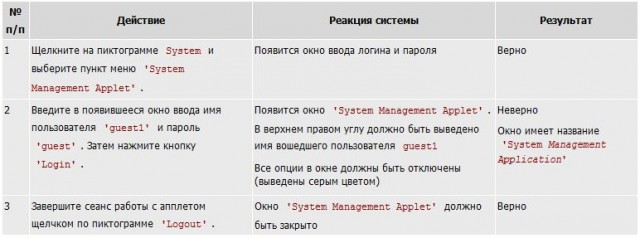 № п/п
Действие
Реакция системы
Результат
1
Щелкните на пиктограмме System и
выберите пункт меню 'System
Management Applet'.
Появится окно ввода логина и пароля
Верно
2
Введите в появившееся окно ввода имя
пользователя 'guest1' и пароль
'guest'. Затем нажмите кнопку
'Login'.
Появится окно 'System Management Applet'.
В верхнем правом углу должно быть выведено
имя вошедшего пользователя guest1
Все опции в окне должны быть отключены
(выведены серым цветом)
Неверно
Окно имеет название
'System Management
Application'
3
Завершите сеанс работы с апплетом
щелчком по пиктограмме 'Logout'.
Окно 'System Management Applet' должно
быть закрыто
Верно